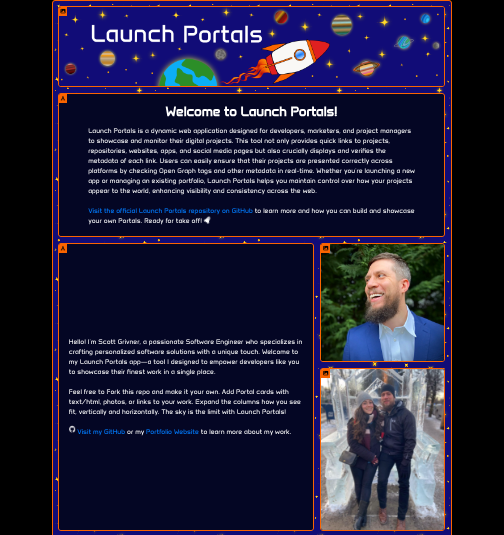 Launch Portals
Welcome to Launch Portals!
Launch Portals is a dynamic web application designed for developers, marketers, and project managers
to showcase and monitor their digital projects. This tool not only provides quick links to projects,
repositories, websites, apps, and social media pages but also crucially displays and verifies the
metadata of each link. Users can easily ensure that their projects are presented correctly across
platforms by checking Open Graph tags and other metadata in real-time. Whether you're launching a new
app or managing an existing portfolio, Launch Portals helps you maintain control over how your projects
appear to the world, enhancing visibility and consistency across the web.
Visit the official Launch Portals repository on GitHub to learn more and how you can build and showcase
your own Portals. Ready for take off! 🚀
Hello! I'm Scott Grivner, a passionate Software Engineer who specializes in
crafting personalized software solutions with a unique touch. Welcome to
my Launch Portals app—a tool I designed to empower developers like you
to showcase their finest work in a single place.
Feel free to Fork this repo and make it your own. Add Portal cards with
text/html, photos, or links to your work. Expand the columns how you see
fit, vertically and horizontally. The sky is the limit with Launch Portals!
Visit my GitHub or my Portfolio Website to learn more about my work.